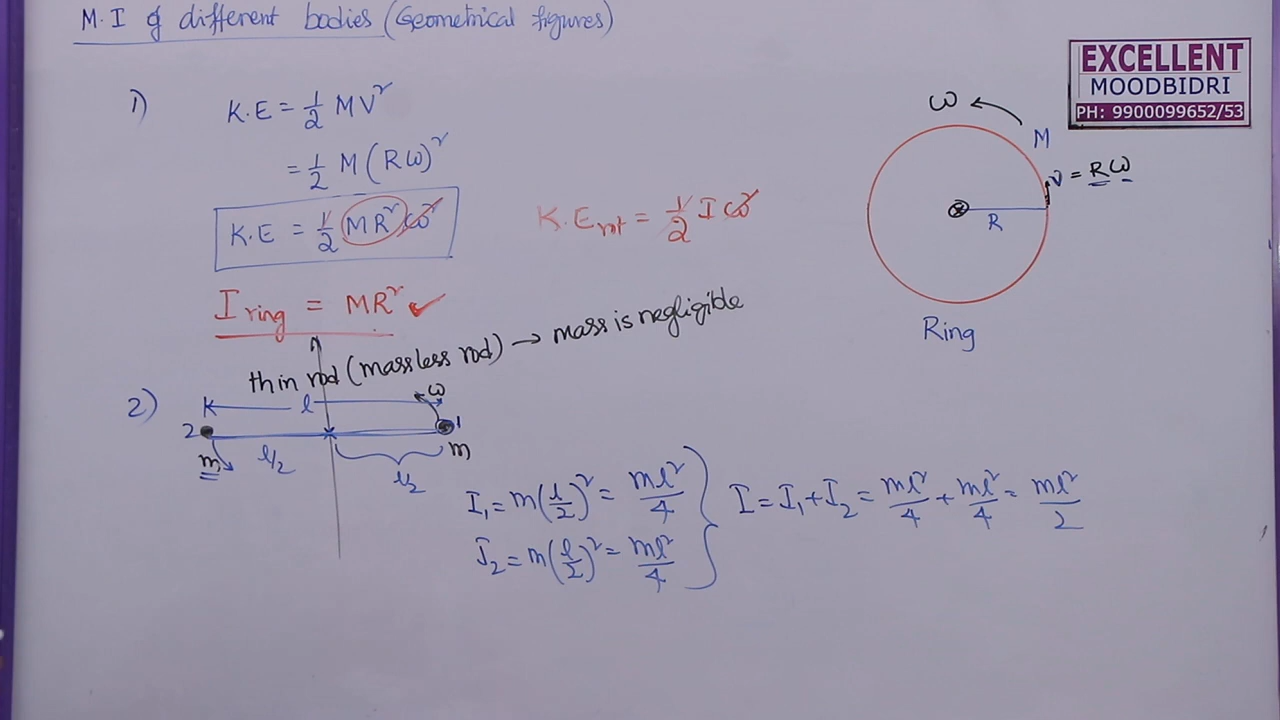 M.I of different bodies (Geometrical figures)
EXCELLENT
MOODBIDRI
PH: 9900099652/53
1)
K.E = 1/2 MV²
= 1/2 M(Rω)²
K.E = 1/2 MR²ω²
K.E rot = 1/2 I ω²
I ring = MR² ✓
ω
M
v = Rω
R
Ring
thin rod (massless rod) → mass is negligible
2)
l
ω
2
1
m
l/2
l/2
m
I₁ = m(l/2)² = ml²/4
I₂ = m(l/2)² = ml²/4
I = I₁ + I₂ = ml²/4 + ml²/4 = ml²/2